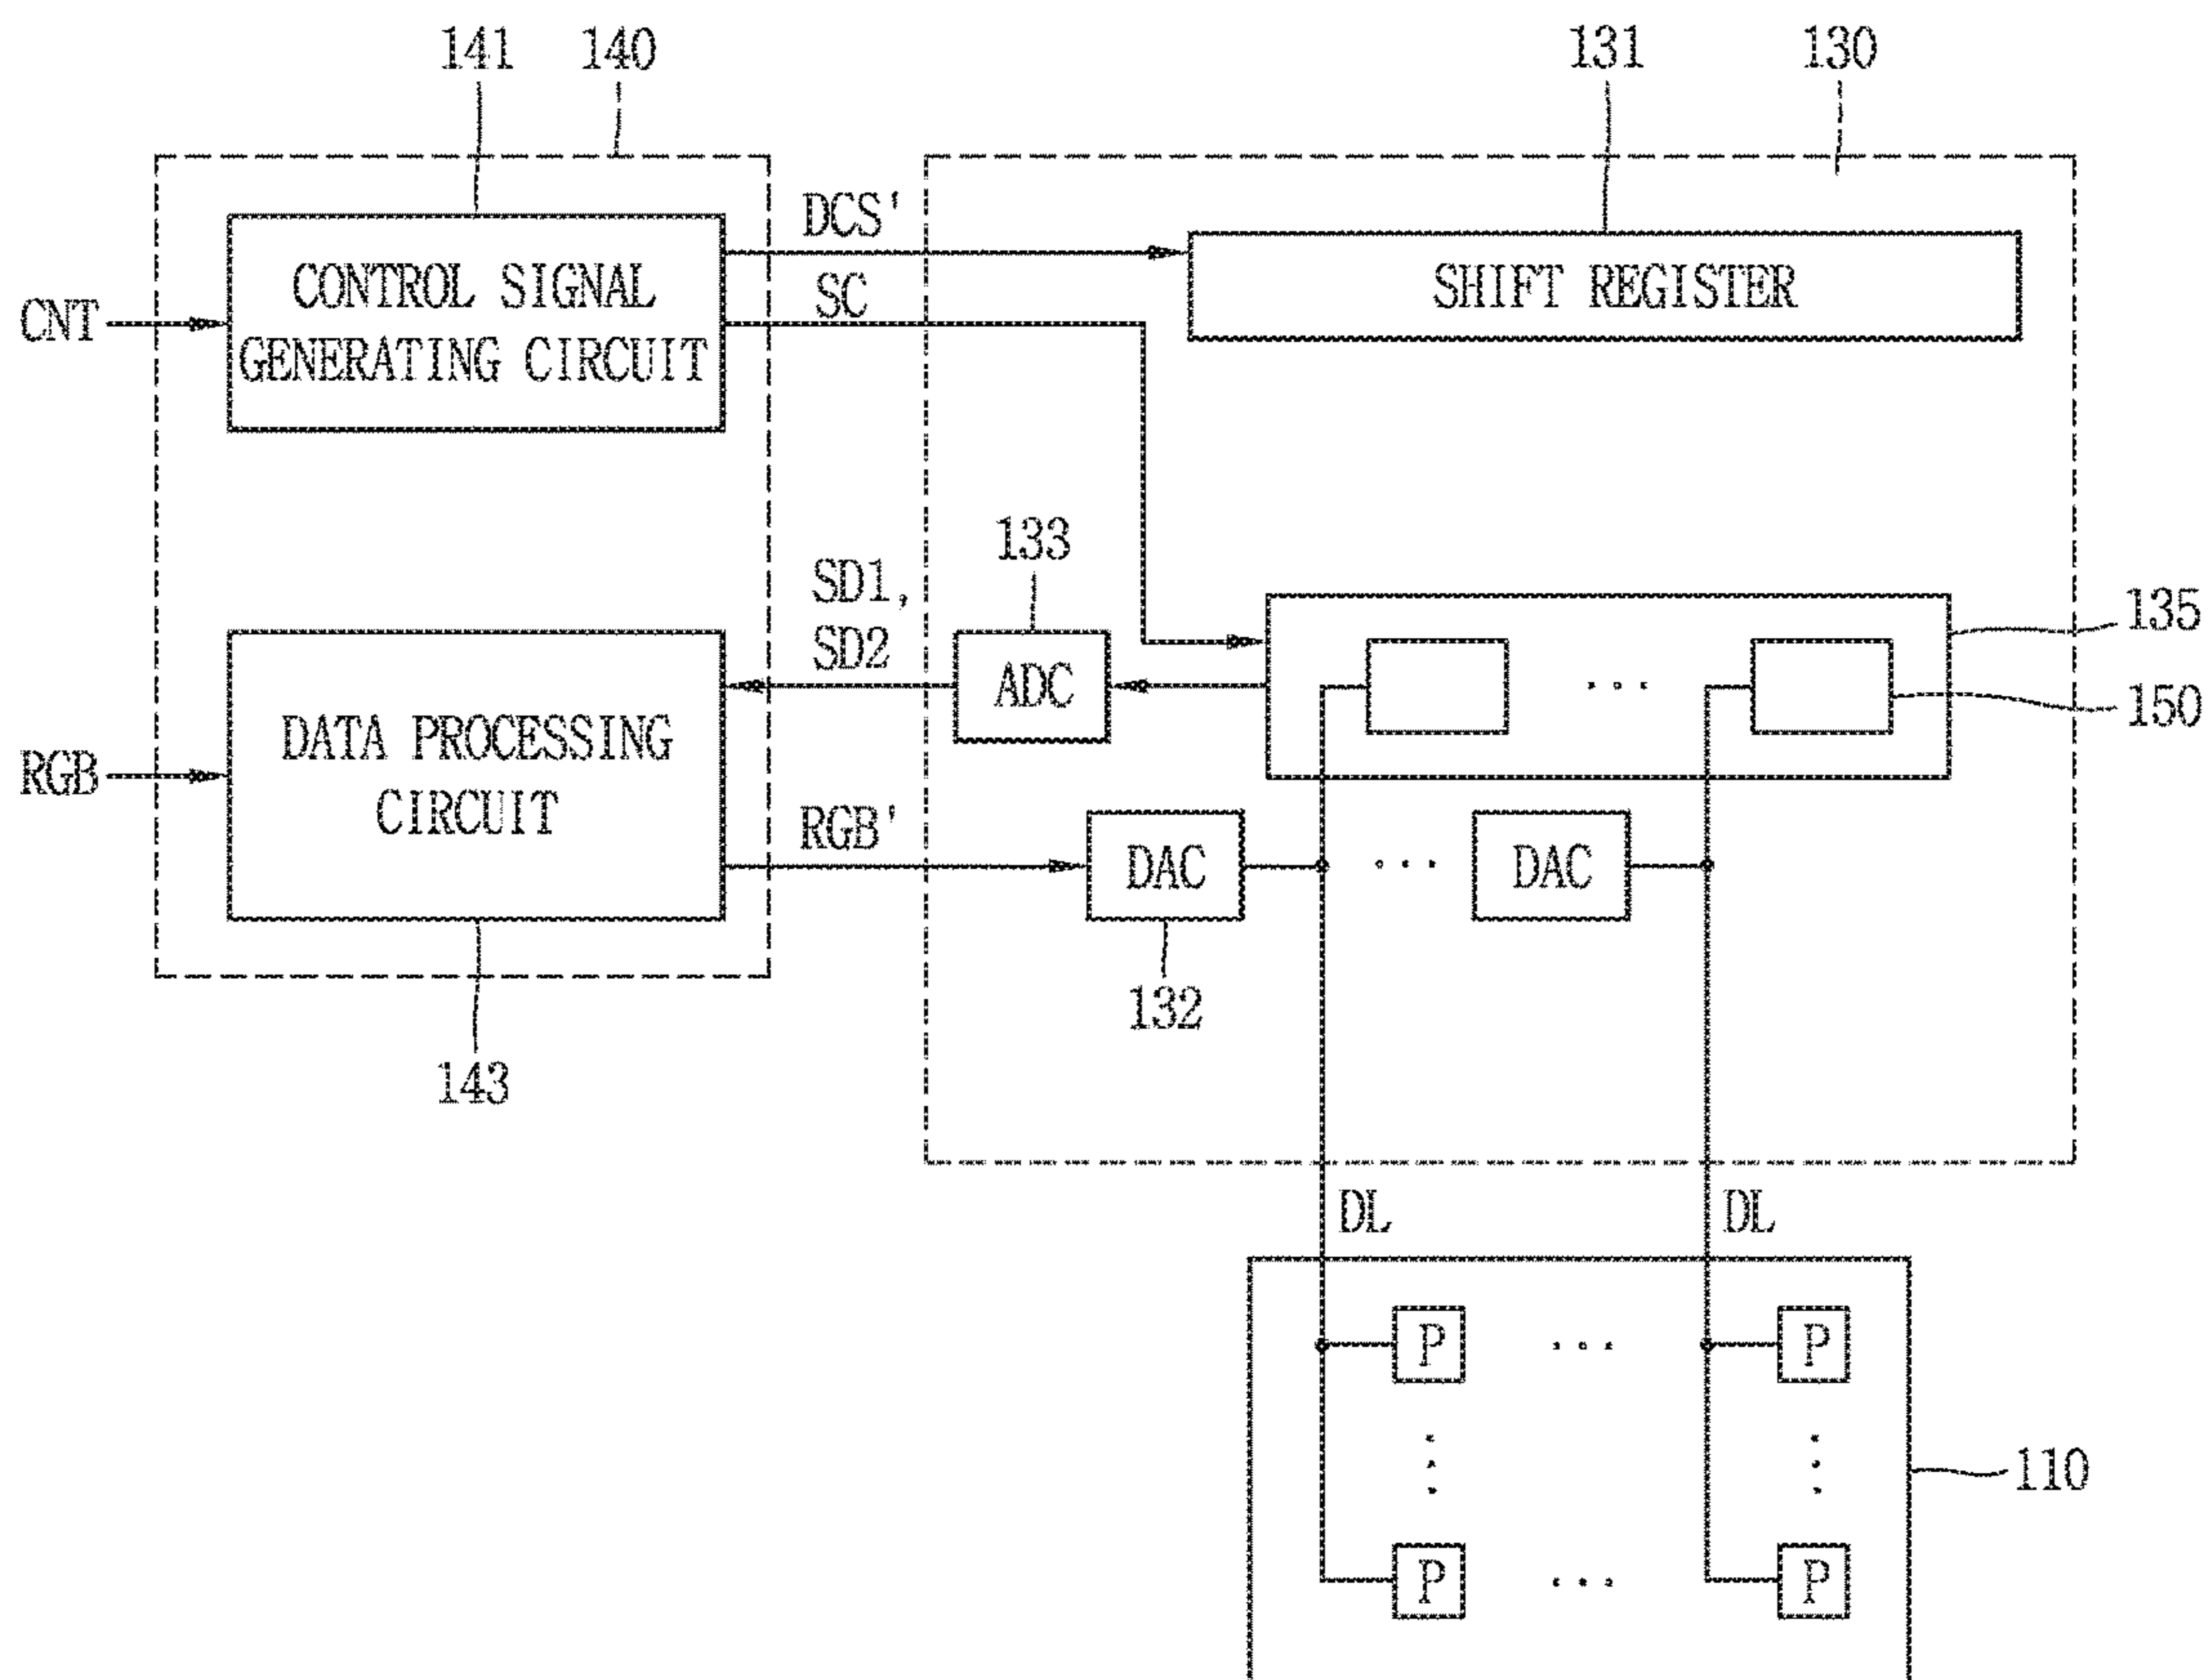 141 140 131 130
DCS'
CONTROL SIGNAL
GENERATING CIRCUIT
SHIFT REGISTER
SC
CNT
133
SD1,
SD2
135
ADC
150
DATA PROCESSING
CIRCUIT
RGB
RGB'
DAC ... DAC
132
143
DL DL
P ... P
110
P ... P